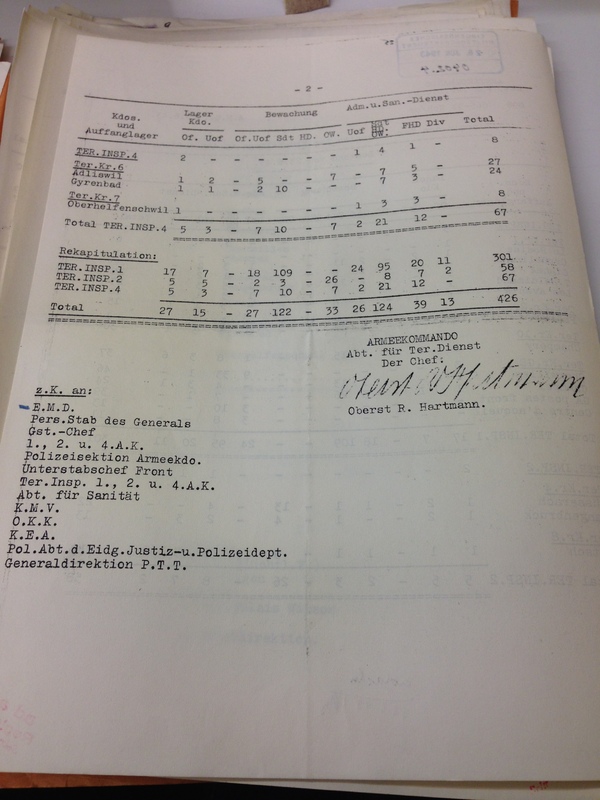 - 2 -
Kdos. und Auffanglager Lager Kdo. Bewachung Adm.u.San.-Dienst Total
Of. Uof Of.Uof Sdt HD. OW. Uof Sdt HD. OW. FHD Div
TER.INSP.4 2 - - - - - - 1 4 1 - 8
Ter.Kr.6
Adliswil 1 2 - 5 - - 7 - 7 5 - 27
Gyrenbad 1 1 - 2 10 - - - 7 3 - 24
Ter.Kr.7
Oberhelfenschwil 1 - - - - - - 1 3 3 - 8
Total TER.INSP.4 5 3 - 7 10 - 7 2 21 12 - 67
Rekapitulation:
TER.INSP.1 17 7 - 18 109 - - 24 95 20 11 301
TER.INSP.2 5 5 - 2 3 - 26 - 8 7 2 58
TER.INSP.4 5 3 - 7 10 - 7 2 21 12 - 67
Total 27 15 - 27 122 - 33 26 124 39 13 426
ARMEEKOMMANDO
Abt. für Ter.Dienst
Der Chef:
Oberst R Hartmann
Oberst R. Hartmann.
z.K. an:
E.M.D.
Pers.Stab des Generals
Gst.-Chef
1., 2. u. 4.A.K.
Polizeisektion Armeekdo.
Unterstabschef Front
Ter.Insp. 1., 2. u. 4.A.K.
Abt. für Sanität
K.M.V.
O.K.K.
K.E.A.
Pol.Abt.d.Eidg.Justiz-u.Polizeidept.
Generaldirektion P.T.T.